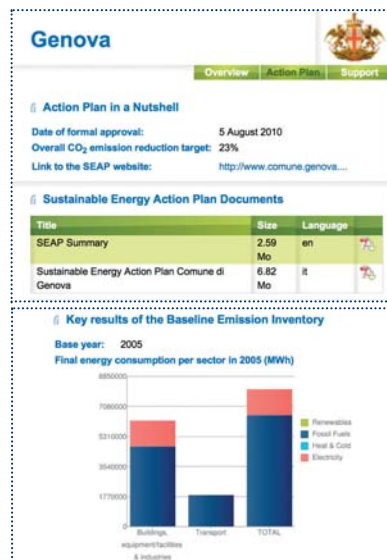 Genova
Overview Action Plan Support
Action Plan in a Nutshell
Date of formal approval: 5 August 2010
Overall CO₂ emission reduction target: 23%
Link to the SEAP website: http://www.comune.genova....
Sustainable Energy Action Plan Documents
Title Size Language
SEAP Summary 2.59 en
Mo
Sustainable Energy Action Plan Comune di 6.82 it
Genova Mo
Key results of the Baseline Emission Inventory
Base year: 2005
Final energy consumption per sector in 2005 (MWh)
8850000
7080000
5310000
3540000
1770000
0
Renewables
Fossil Fuels
Heat & Cold
Electricity
Buildings, Transport TOTAL
equipment/facilities
& Industries